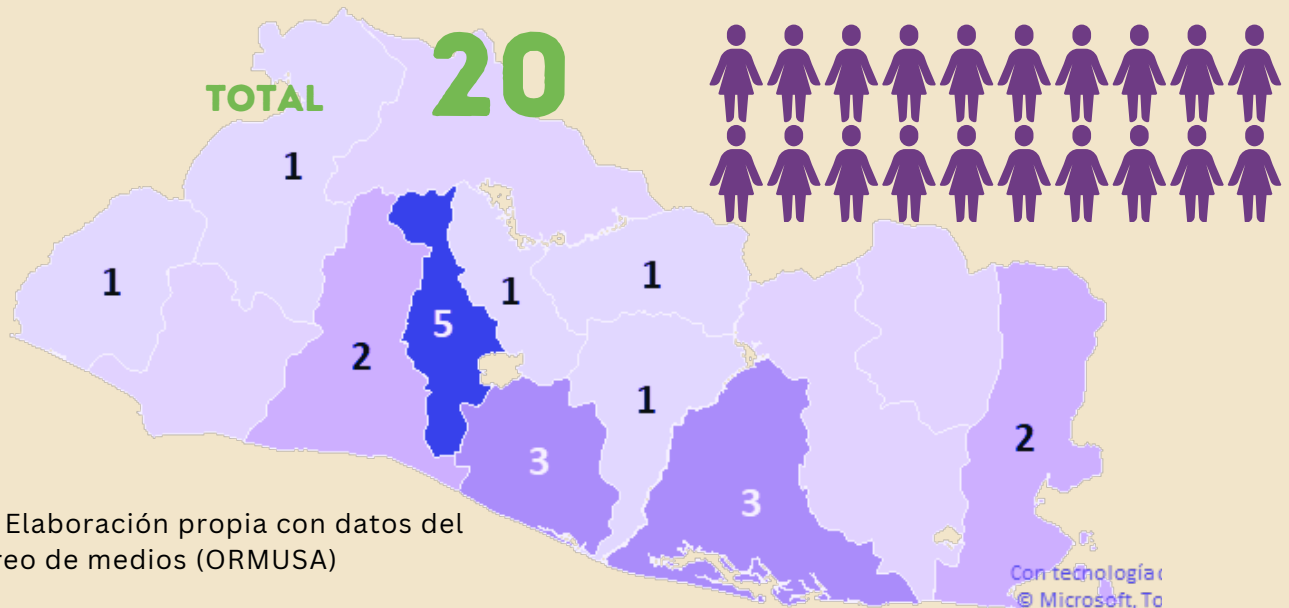 TOTAL
20
1
1
1
1
5
2
1
2
3
3
Elaboración propia con datos del
reo de medios (ORMUSA)
Con tecnología
© Microsoft, To